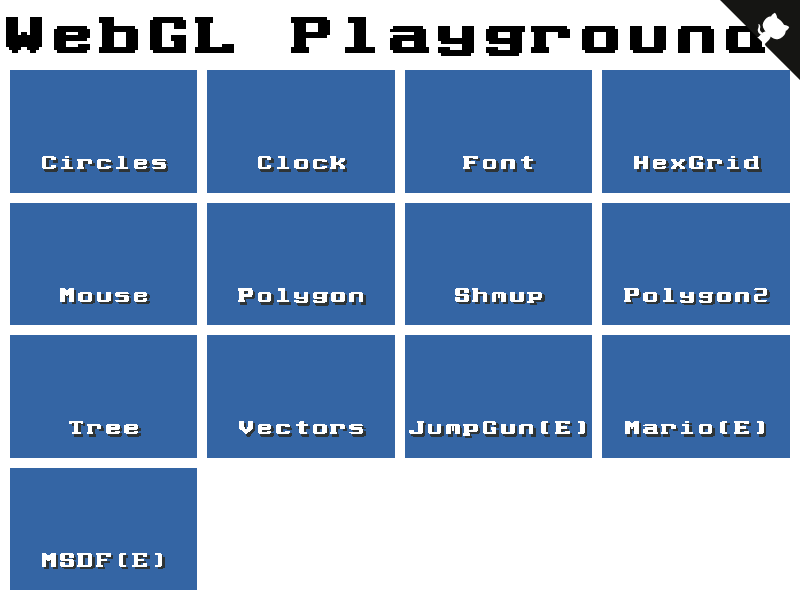 WebGL Playground
Circles Clock Font HexGrid
Mouse Polygon Shmup Polygon2
Tree Vectors JumpGun(E) Mario(E)
MSDF(E)